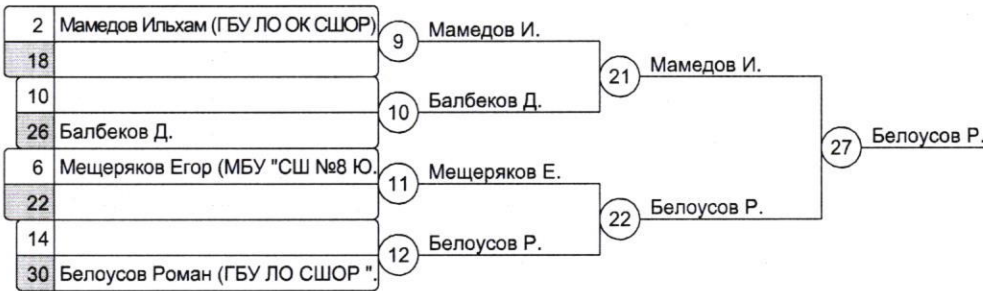 2 Мамедов Ильхам (ГБУ ЛО ОК СШОР)
18
9 Мамедов И.
10
26 Балбеков Д.
10 Балбеков Д.
21 Мамедов И.
6 Мещеряков Егор (МБУ "СШ №8 Ю.
22
11 Мещеряков Е.
14
30 Белоусов Роман (ГБУ ЛО СШОР ".
12 Белоусов Р.
22 Белоусов Р.
27 Белоусов Р.